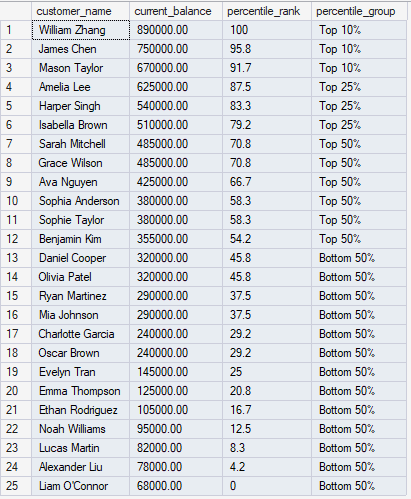 customer_name current_balance percentile_rank percentile_group
1 William Zhang 890000.00 100 Top 10%
2 James Chen 750000.00 95.8 Top 10%
3 Mason Taylor 670000.00 91.7 Top 10%
4 Amelia Lee 625000.00 87.5 Top 25%
5 Harper Singh 540000.00 83.3 Top 25%
6 Isabella Brown 510000.00 79.2 Top 25%
7 Sarah Mitchell 485000.00 70.8 Top 50%
8 Grace Wilson 485000.00 70.8 Top 50%
9 Ava Nguyen 425000.00 66.7 Top 50%
10 Sophia Anderson 380000.00 58.3 Top 50%
11 Sophie Taylor 380000.00 58.3 Top 50%
12 Benjamin Kim 355000.00 54.2 Top 50%
13 Daniel Cooper 320000.00 45.8 Bottom 50%
14 Olivia Patel 320000.00 45.8 Bottom 50%
15 Ryan Martinez 290000.00 37.5 Bottom 50%
16 Mia Johnson 290000.00 37.5 Bottom 50%
17 Charlotte Garcia 240000.00 29.2 Bottom 50%
18 Oscar Brown 240000.00 29.2 Bottom 50%
19 Evelyn Tran 145000.00 25 Bottom 50%
20 Emma Thompson 125000.00 20.8 Bottom 50%
21 Ethan Rodriguez 105000.00 16.7 Bottom 50%
22 Noah Williams 95000.00 12.5 Bottom 50%
23 Lucas Martin 82000.00 8.3 Bottom 50%
24 Alexander Liu 78000.00 4.2 Bottom 50%
25 Liam O'Connor 68000.00 0 Bottom 50%